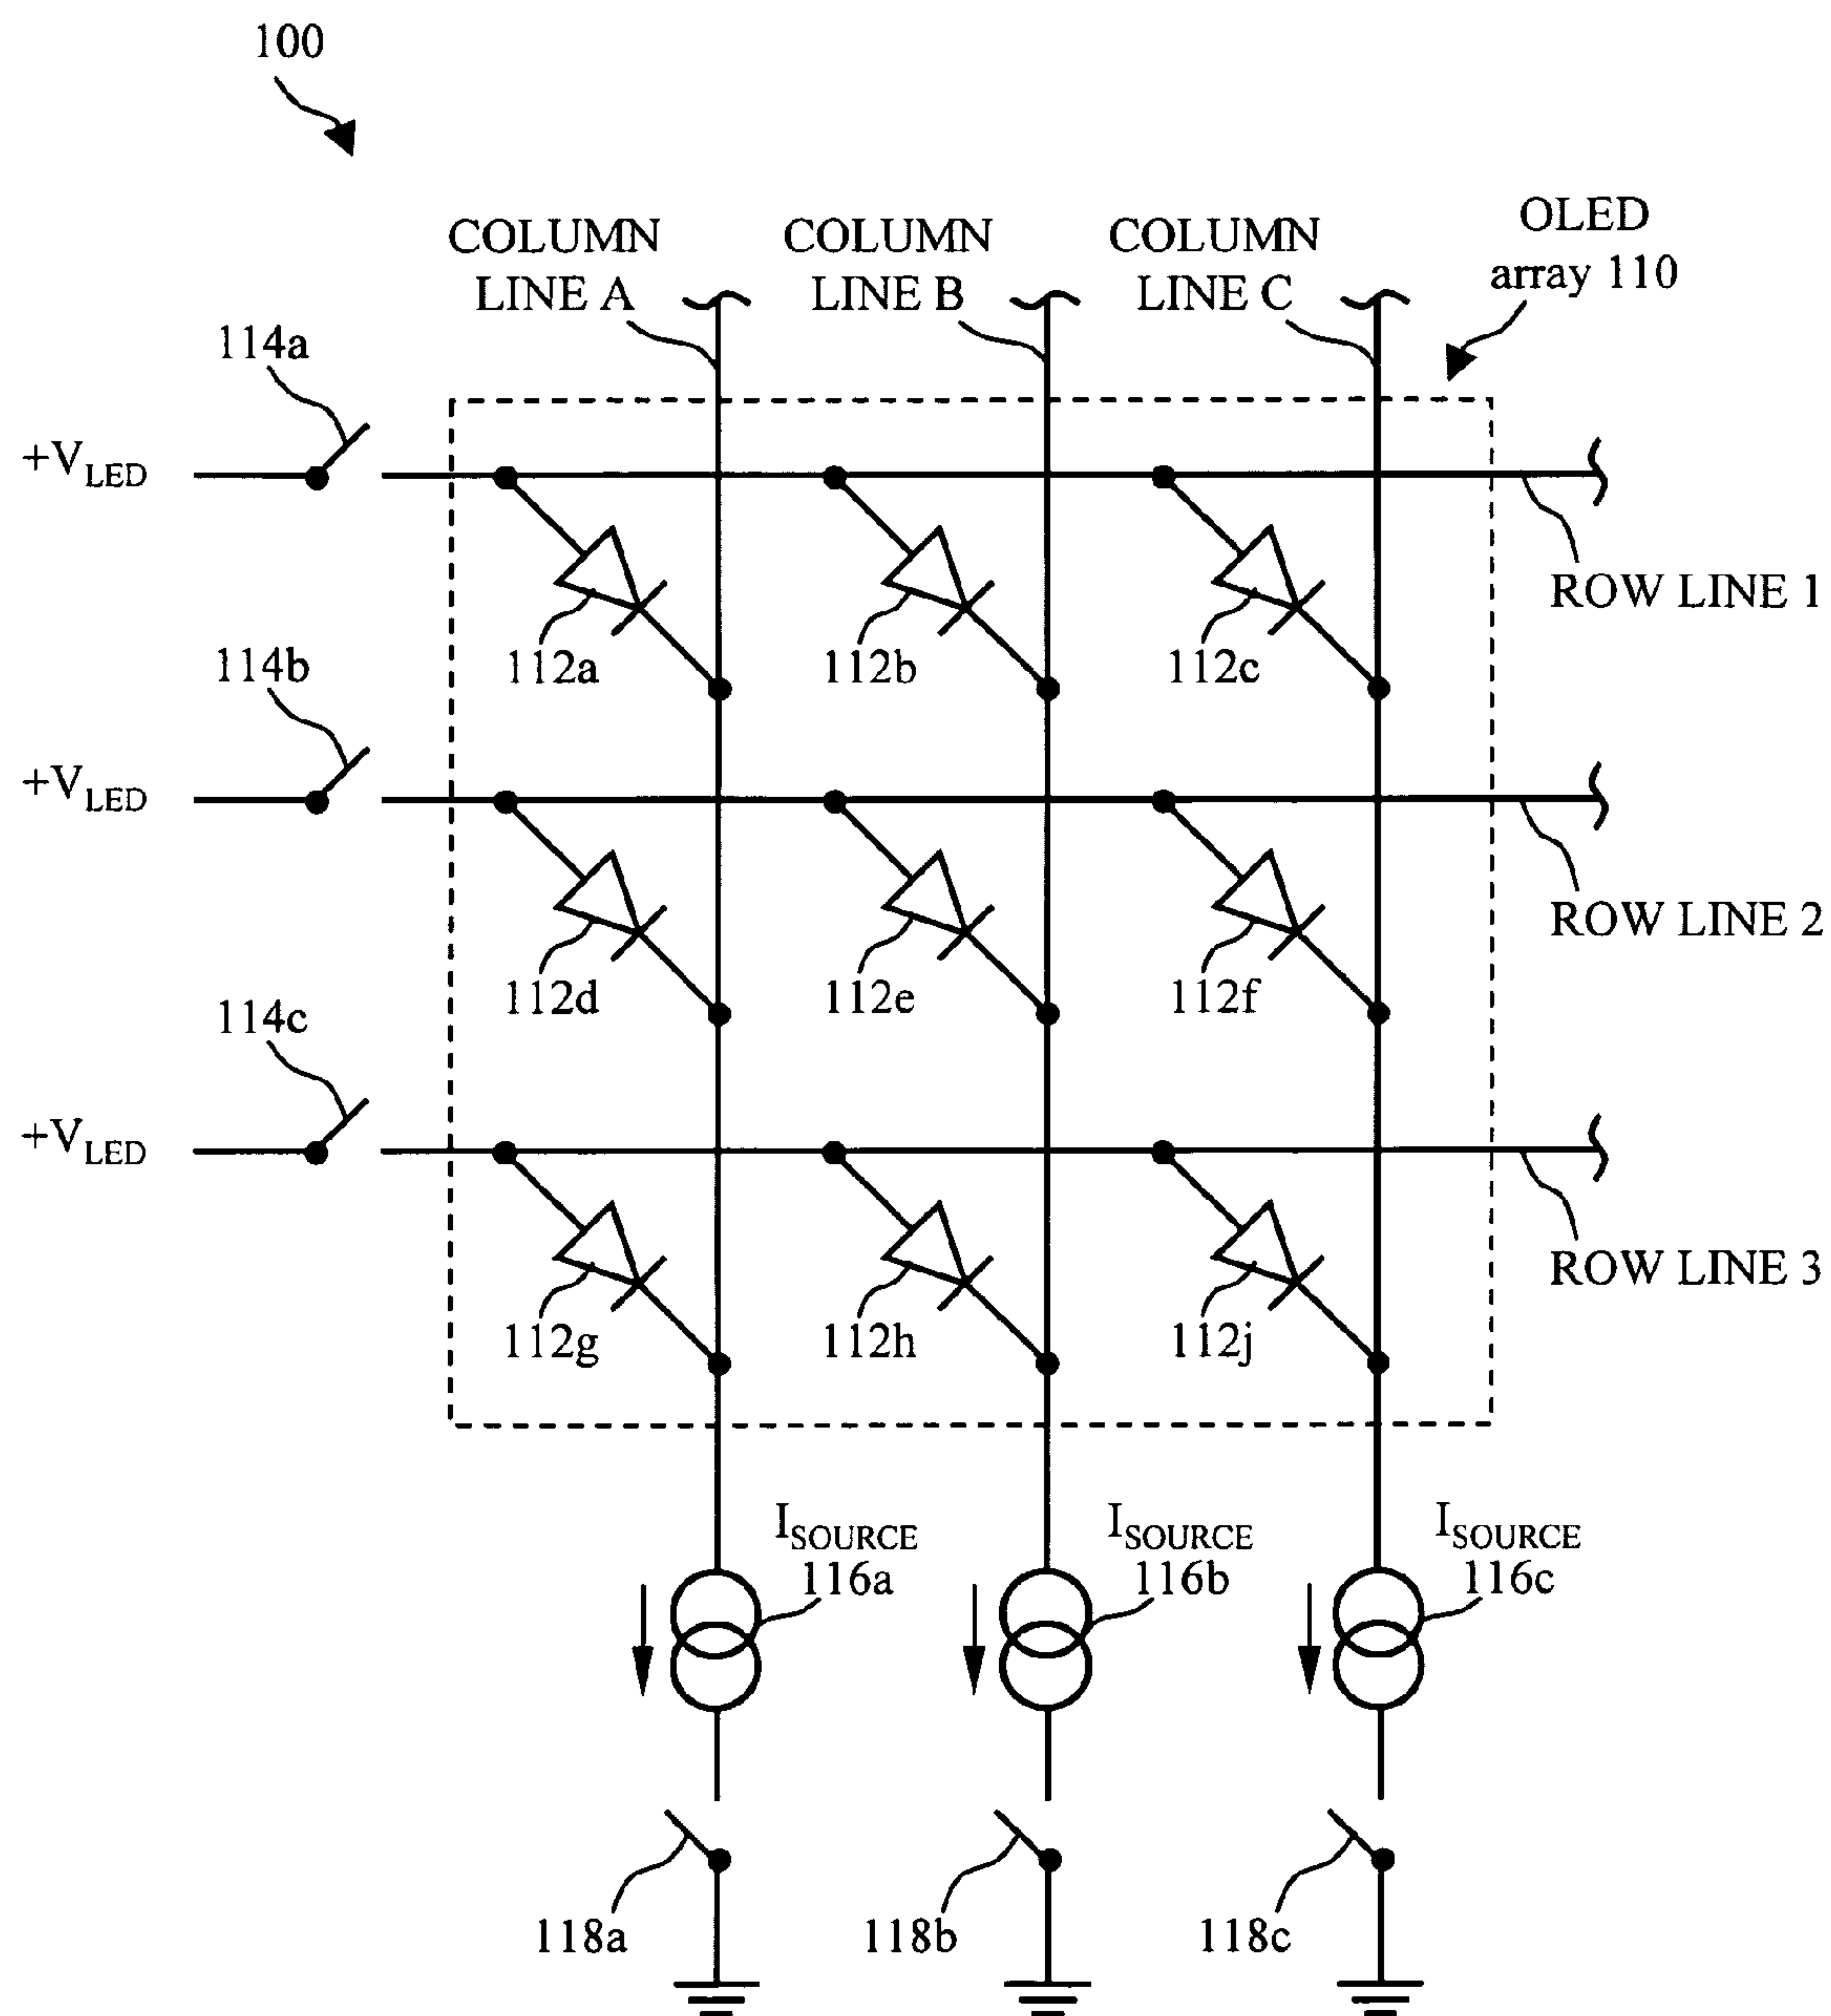 100
COLUMN LINE A
COLUMN LINE B
COLUMN LINE C
OLED array 110
114a
+VLED
ROW LINE 1
112a
112b
112c
114b
+VLED
ROW LINE 2
112d
112e
112f
114c
+VLED
ROW LINE 3
112g
112h
112j
ISOURCE 116a
ISOURCE 116b
ISOURCE 116c
118a
118b
118c